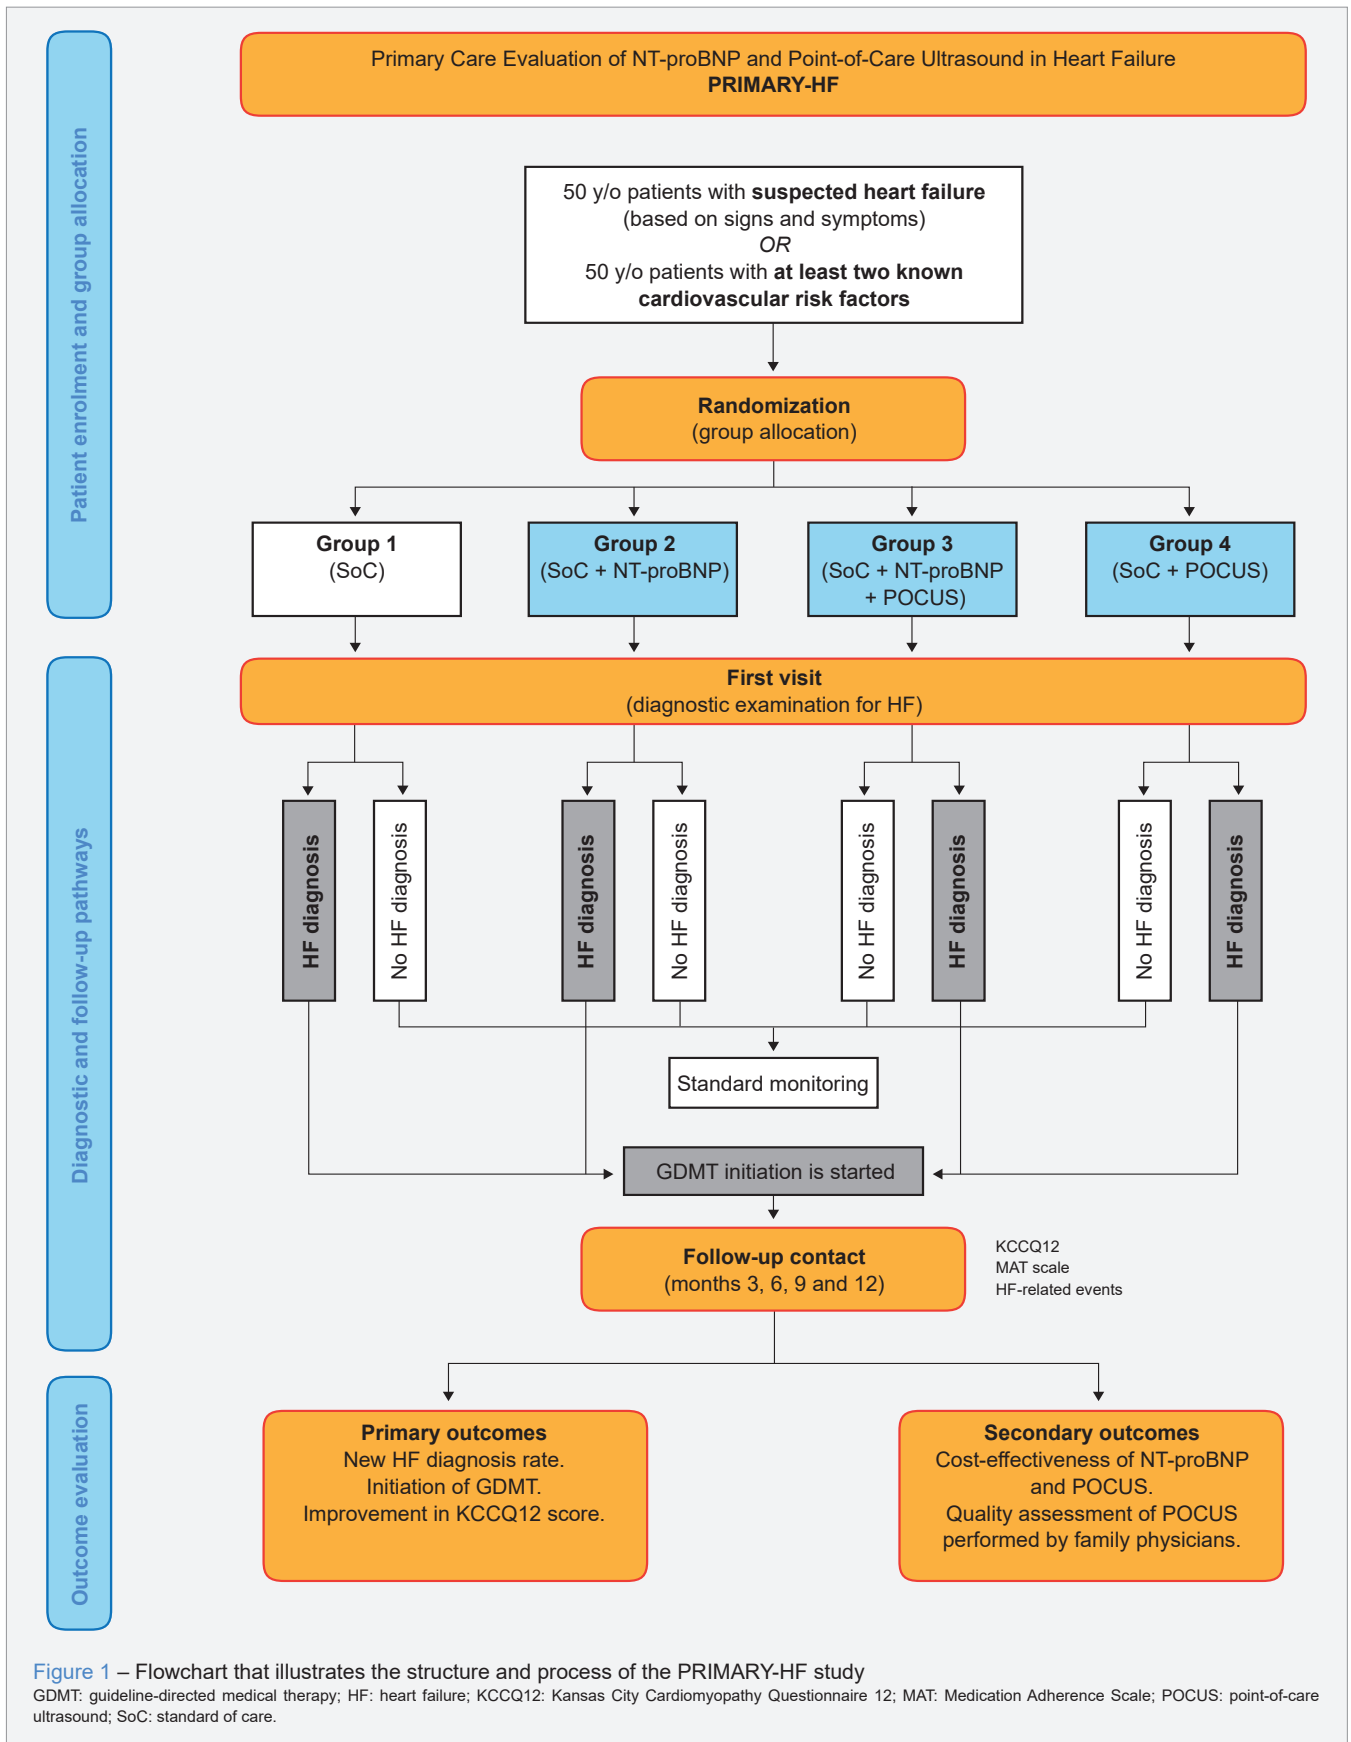 Primary Care Evaluation of NT-proBNP and Point-of-Care Ultrasound in Heart Failure
PRIMARY-HF
Patient enrolment and group allocation
50 y/o patients with suspected heart failure
(based on signs and symptoms)
OR
50 y/o patients with at least two known
cardiovascular risk factors
Randomization
(group allocation)
Group 1
(SoC)
Group 2
(SoC + NT-proBNP)
Group 3
(SoC + NT-proBNP
+ POCUS)
Group 4
(SoC + POCUS)
Diagnostic and follow-up pathways
First visit
(diagnostic examination for HF)
HF diagnosis
No HF diagnosis
HF diagnosis
No HF diagnosis
No HF diagnosis
HF diagnosis
No HF diagnosis
HF diagnosis
Standard monitoring
GDMT initiation is started
Follow-up contact
(months 3, 6, 9 and 12)
KCCQ12
MAT scale
HF-related events
Outcome evaluation
Primary outcomes
New HF diagnosis rate.
Initiation of GDMT.
Improvement in KCCQ12 score.
Secondary outcomes
Cost-effectiveness of NT-proBNP
and POCUS.
Quality assessment of POCUS
performed by family physicians.
Figure 1 – Flowchart that illustrates the structure and process of the PRIMARY-HF study
GDMT: guideline-directed medical therapy; HF: heart failure; KCCQ12: Kansas City Cardiomyopathy Questionnaire 12; MAT: Medication Adherence Scale; POCUS: point-of-care
ultrasound; SoC: standard of care.